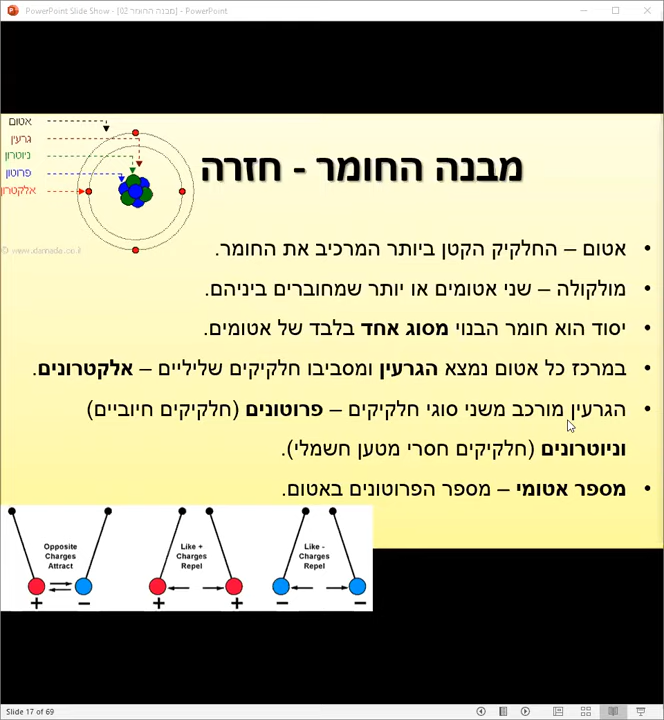 PowerPoint Slide Show - [מבנה החומר 02] - PowerPoint
אטום
גרעין
ניוטרון
פרוטון
אלקטרון
© www.idamada.co.il
מבנה החומר - חזרה
• אטום – החלקיק הקטן ביותר המרכיב את החומר.
• מולקולה – שני אטומים או יותר שמחוברים ביניהם.
• יסוד הוא חומר הבנוי מסוג אחד בלבד של אטומים.
• במרכז כל אטום נמצא הגרעין ומסביבו חלקיקים שליליים – אלקטרונים.
• הגרעין מורכב משני סוגי חלקיקים – פרוטונים (חלקיקים חיוביים)
וניוטרונים (חלקיקים חסרי מטען חשמלי).
• מספר אטומי – מספר הפרוטונים באטום.
Opposite
Charges
Attract
+ −
Like +
Charges
Repel
+ +
Like -
Charges
Repel
− −
Slide 17 of 69